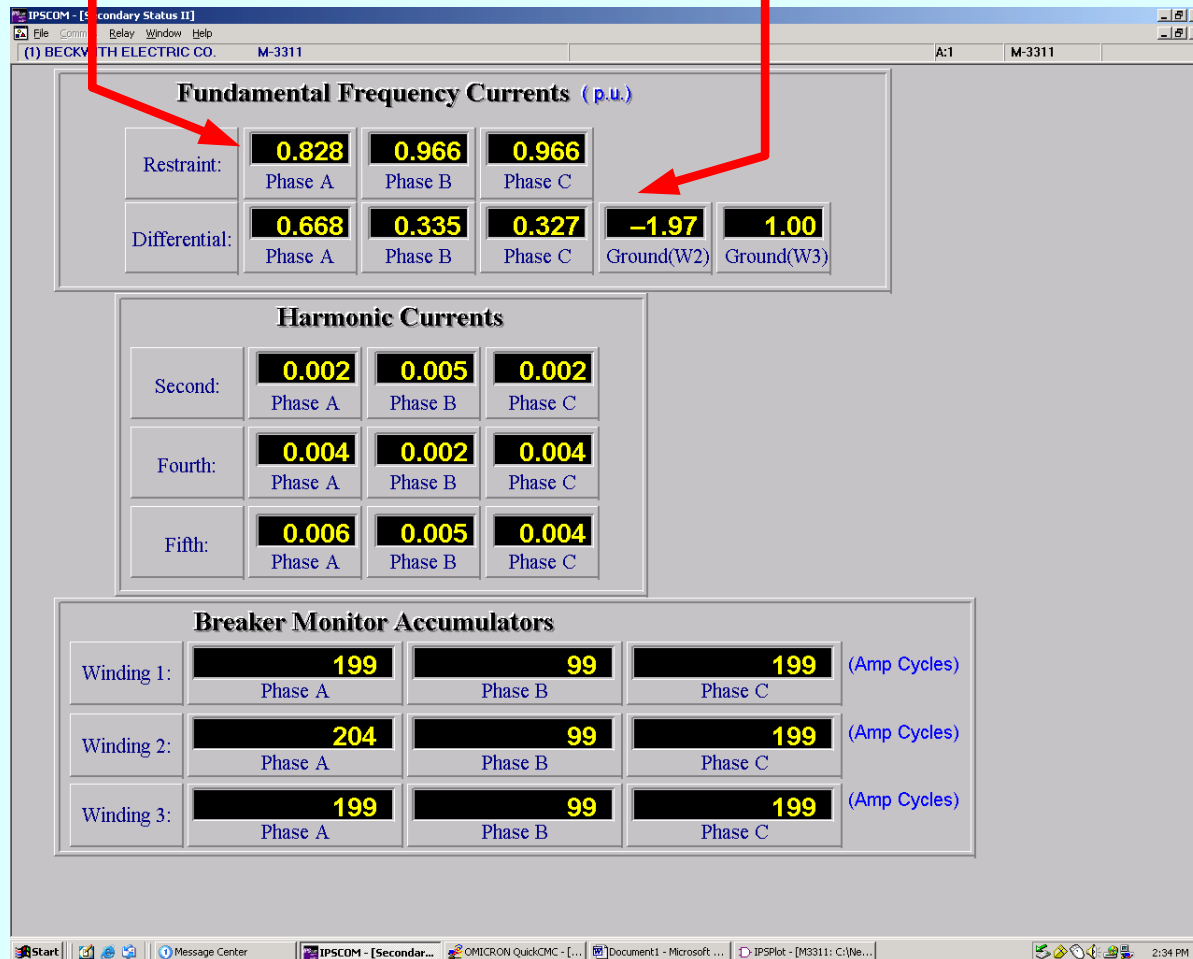 IPSCOM - [Secondary Status II]
File Comm Relay Window Help
(1) BECKWITH ELECTRIC CO. M-3311 A:1 M-3311
Fundamental Frequency Currents ( p.u.)
Restraint: 0.828 0.966 0.966
Phase A Phase B Phase C
Differential: 0.668 0.335 0.327 –1.97 1.00
Phase A Phase B Phase C Ground(W2) Ground(W3)
Harmonic Currents
Second: 0.002 0.005 0.002
Phase A Phase B Phase C
Fourth: 0.004 0.002 0.004
Phase A Phase B Phase C
Fifth: 0.006 0.005 0.004
Phase A Phase B Phase C
Breaker Monitor Accumulators
Winding 1: 199 99 199 (Amp Cycles)
Phase A Phase B Phase C
Winding 2: 204 99 199 (Amp Cycles)
Phase A Phase B Phase C
Winding 3: 199 99 199 (Amp Cycles)
Phase A Phase B Phase C
Start Message Center IPSCOM - [Secondar... OMICRON QuickCMC - [... Document1 - Microsoft ... IPSPlot - [M3311: C:\Ne... 2:34 PM